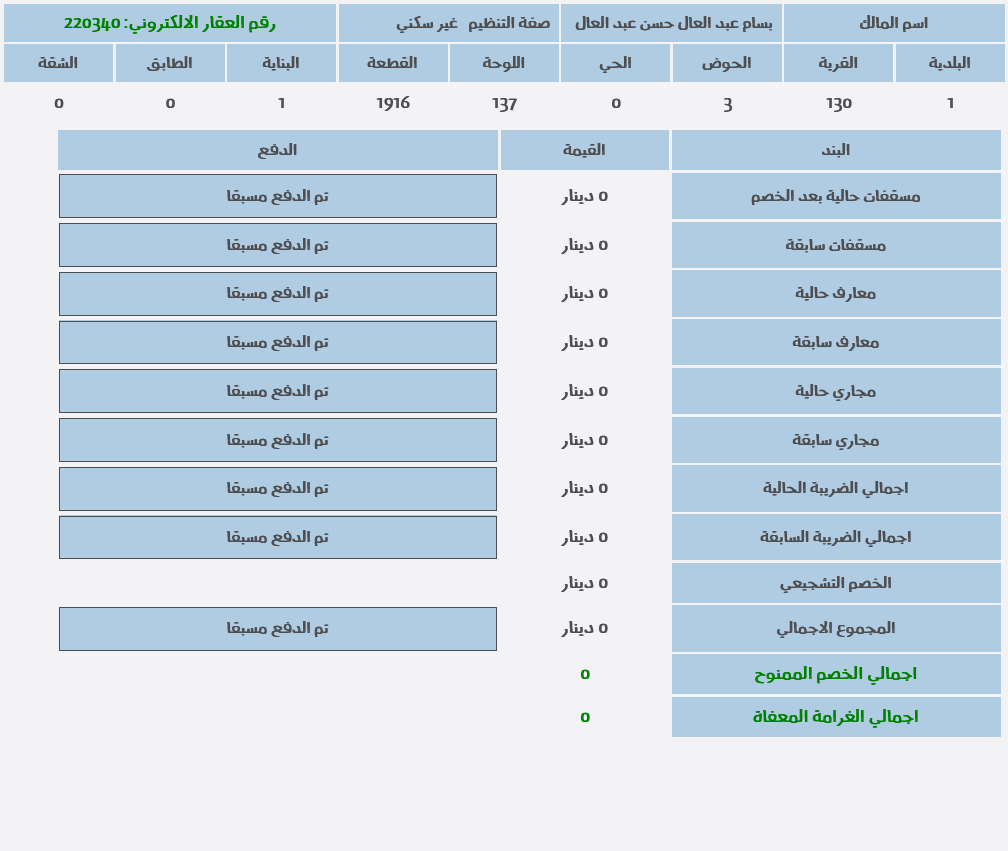 اسم المالك بسام عبد العال حسن عبد العال صفة التنظيم غير سكني رقم العقار الالكتروني: 220340
البلدية القرية الحوض الحي اللوحة القطعة البناية الطابق الشقة
1 130 3 0 137 1916 1 0 0
البند القيمة الدفع
مسقفات حالية بعد الخصم 0 دينار تم الدفع مسبقا
مسقفات سابقة 0 دينار تم الدفع مسبقا
معارف حالية 0 دينار تم الدفع مسبقا
معارف سابقة 0 دينار تم الدفع مسبقا
مجاري حالية 0 دينار تم الدفع مسبقا
مجاري سابقة 0 دينار تم الدفع مسبقا
اجمالي الضريبة الحالية 0 دينار تم الدفع مسبقا
اجمالي الضريبة السابقة 0 دينار تم الدفع مسبقا
الخصم التشجيعي 0 دينار
المجموع الاجمالي 0 دينار تم الدفع مسبقا
اجمالي الخصم الممنوح 0
اجمالي الغرامة المعفاة 0